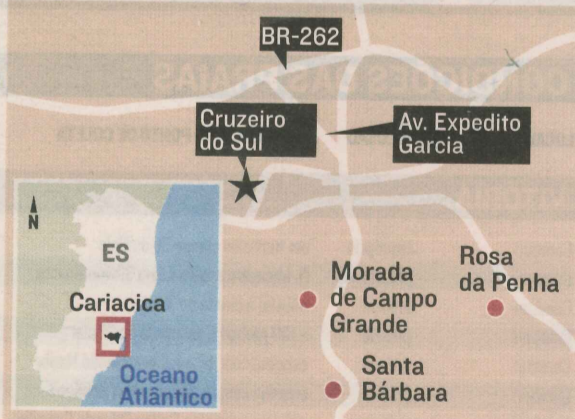 BR-262
Cruzeiro
do Sul
Av. Expedito
Garcia
N
ES
Cariacica
Oceano
Atlântico
Morada
de Campo
Grande
Rosa
da Penha
Santa
Bárbara